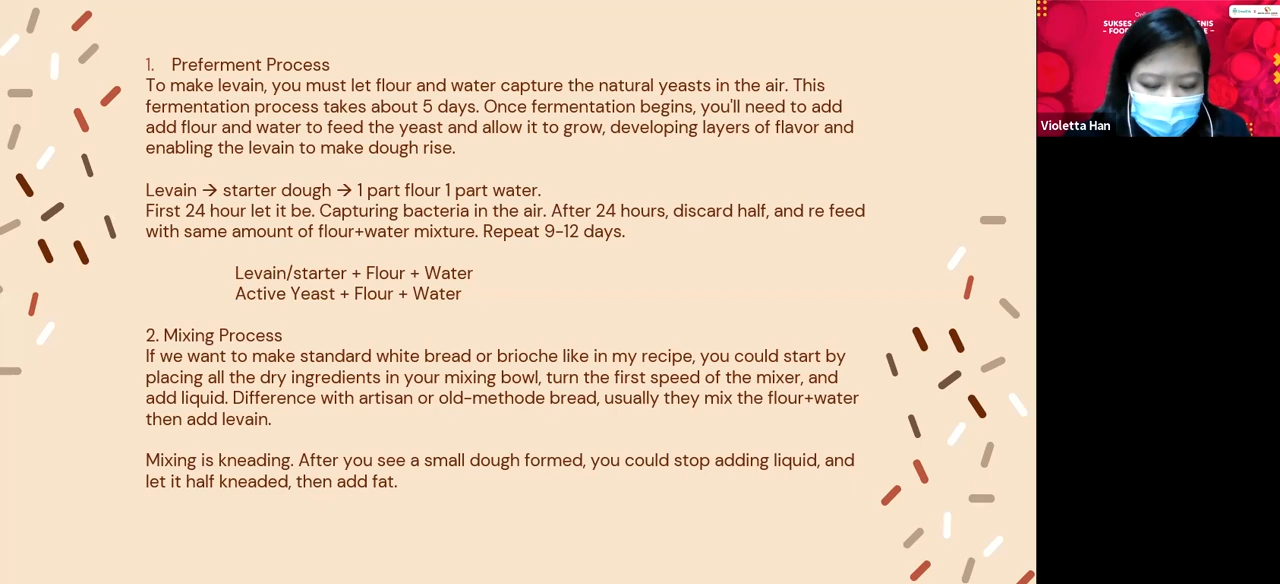 1. Preferment Process
To make levain, you must let flour and water capture the natural yeasts in the air. This
fermentation process takes about 5 days. Once fermentation begins, you'll need to add
add flour and water to feed the yeast and allow it to grow, developing layers of flavor and
enabling the levain to make dough rise.
Levain → starter dough → 1 part flour 1 part water.
First 24 hour let it be. Capturing bacteria in the air. After 24 hours, discard half, and re feed
with same amount of flour+water mixture. Repeat 9-12 days.
Levain/starter + Flour + Water
Active Yeast + Flour + Water
2. Mixing Process
If we want to make standard white bread or brioche like in my recipe, you could start by
placing all the dry ingredients in your mixing bowl, turn the first speed of the mixer, and
add liquid. Difference with artisan or old-methode bread, usually they mix the flour+water
then add levain.
Mixing is kneading. After you see a small dough formed, you could stop adding liquid, and
let it half kneaded, then add fat.
SUKSES
Violetta Han